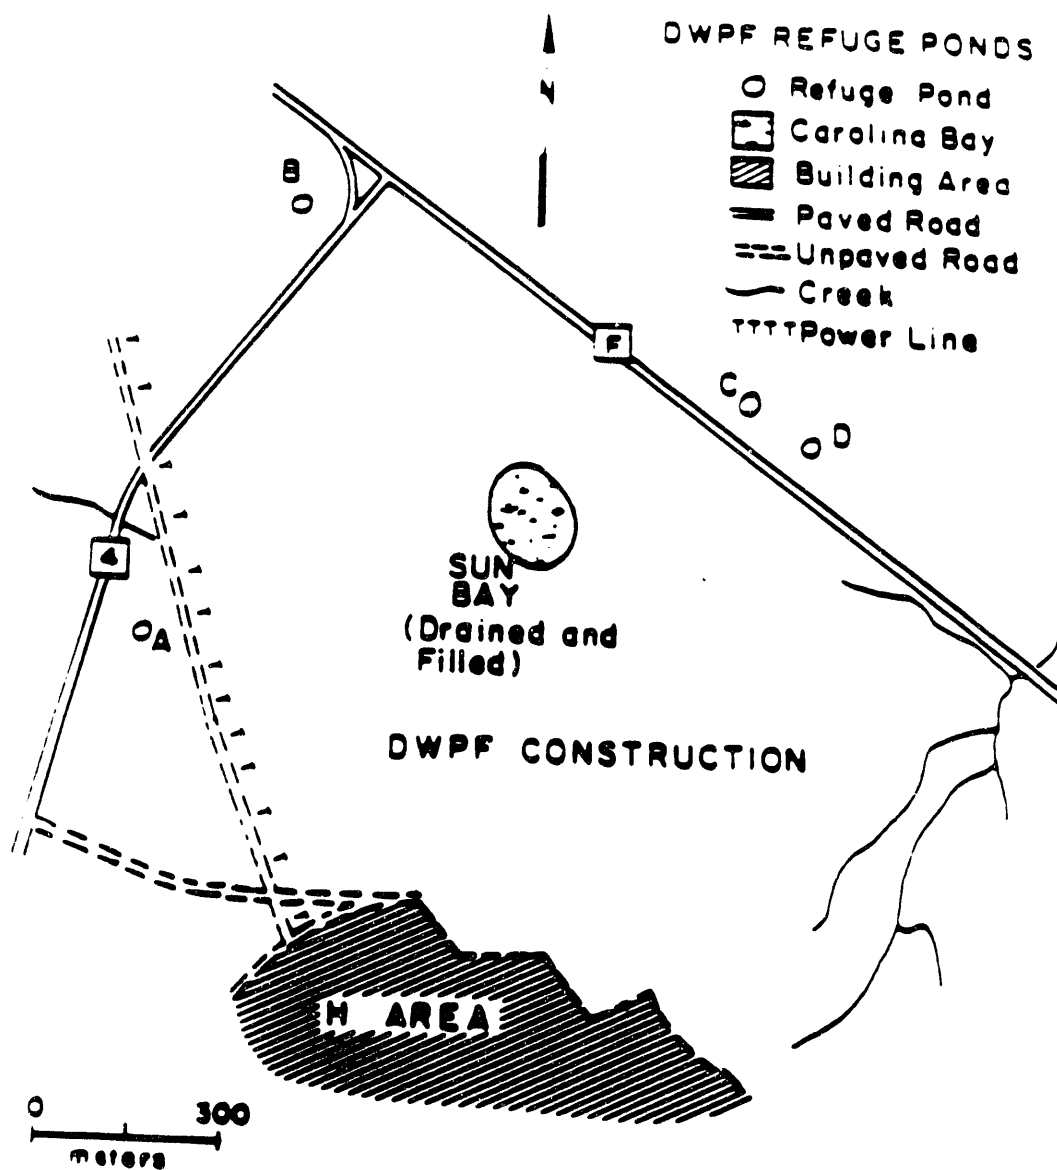 DWPF REFUGE PONDS
Refuge Pond
Carolina Bay
Building Area
Paved Road
Unpaved Road
Creek
Power Line
N
B
F
C
D
4
A
SUN
BAY
(Drained and
Filled)
DWPF CONSTRUCTION
H AREA
0 300
meters